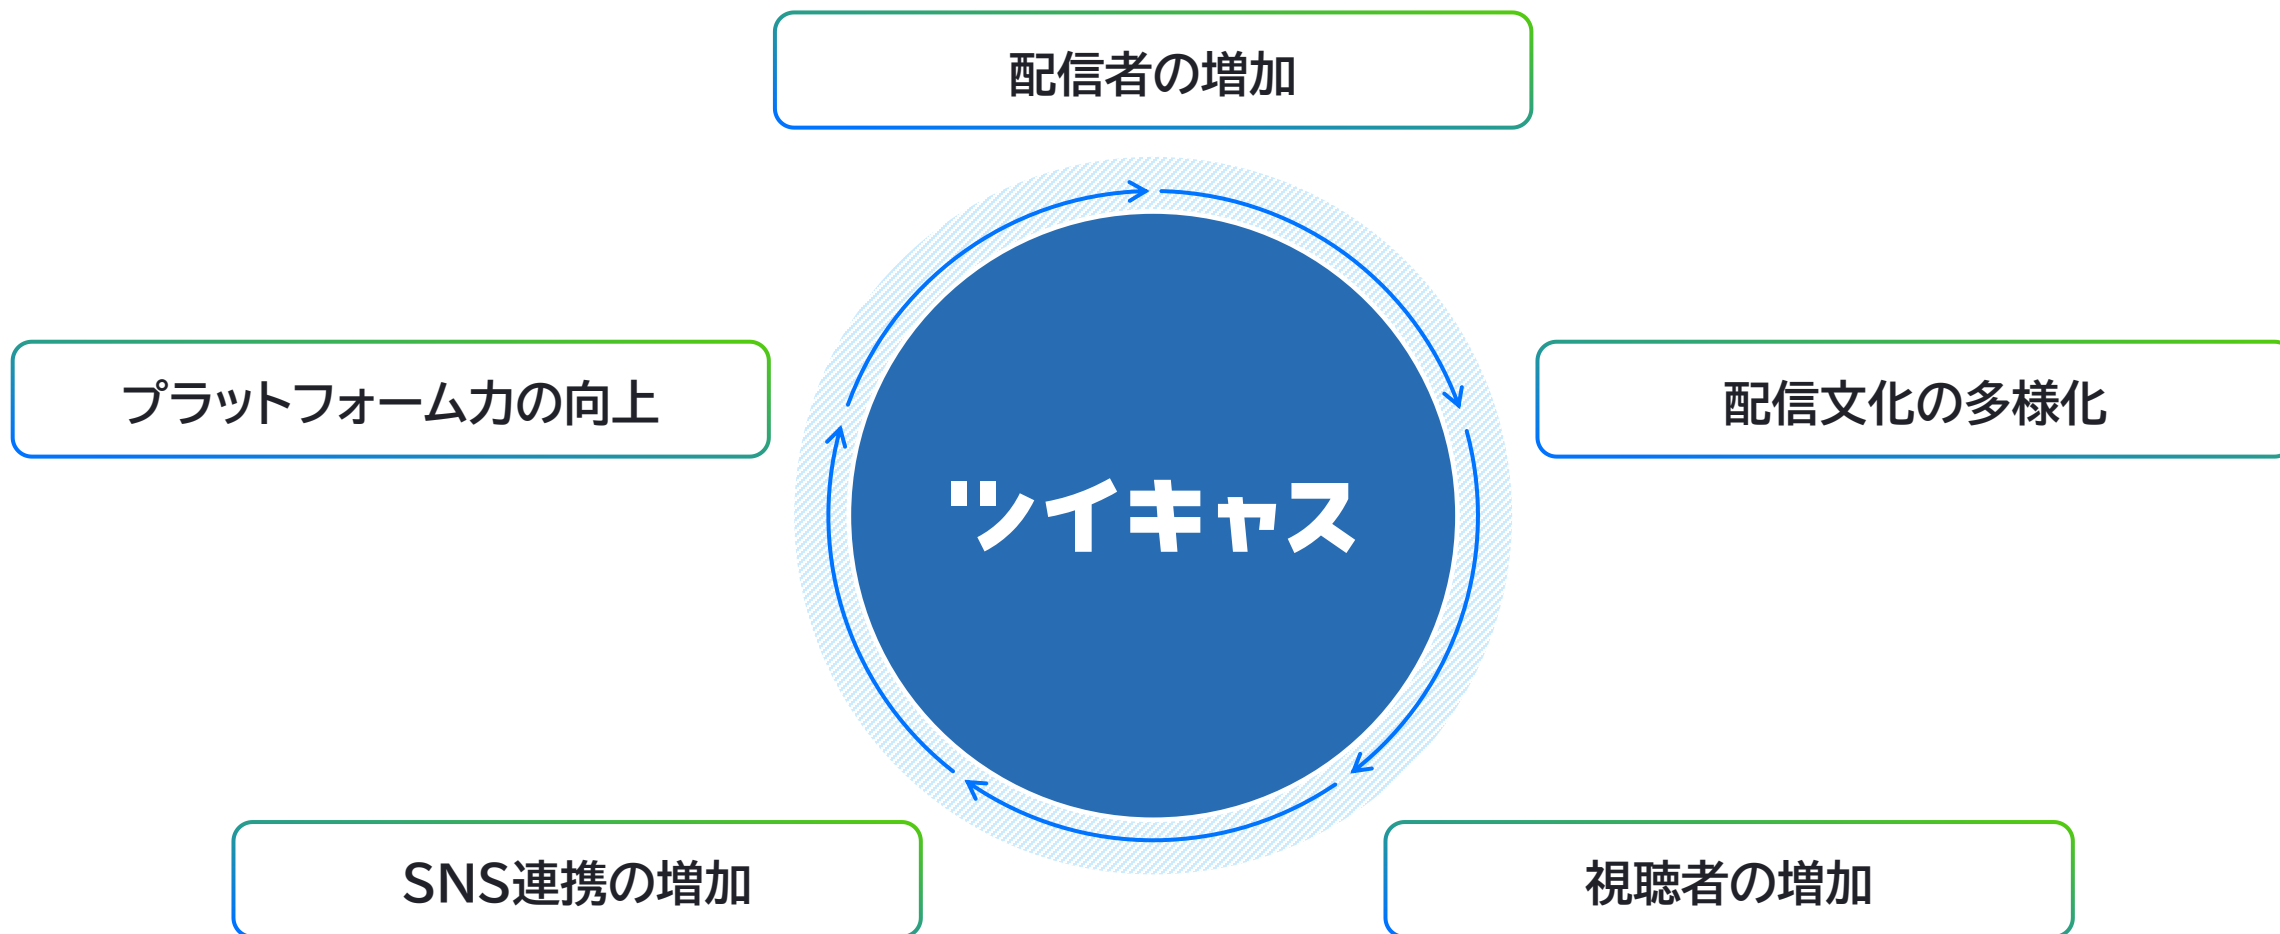 配信者の増加
プラットフォーム力の向上
配信文化の多様化
ツイキャス
SNS連携の増加
視聴者の増加